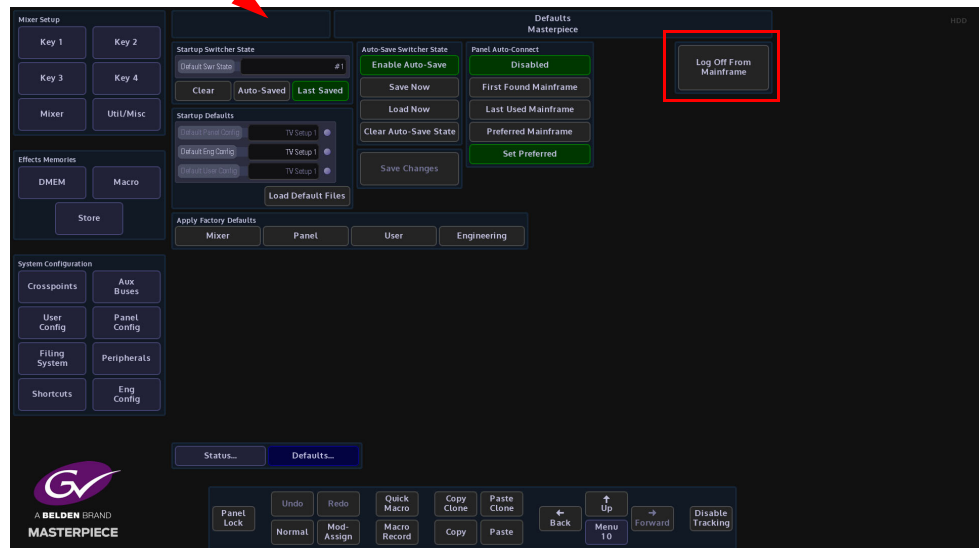 Mixer Setup
Key 1
Key 2
Key 3
Key 4
Mixer
Util/Misc
Effects Memories
DMEM
Macro
Store
System Configuration
Crosspoints
Aux
Buses
User
Config
Panel
Config
Filing
System
Peripherals
Shortcuts
Eng
Config
GV
A BELDEN BRAND
MASTERPIECE
Defaults
Masterpiece
HDD
Startup Switcher State
Default Swr State
#1
Clear
Auto-Saved
Last Saved
Startup Defaults
Default Panel Config
TV Setup 1
Default Eng Config
TV Setup 1
Default User Config
TV Setup 1
Load Default Files
Auto-Save Switcher State
Enable Auto-Save
Save Now
Load Now
Clear Auto-Save State
Save Changes
Panel Auto-Connect
Disabled
First Found Mainframe
Last Used Mainframe
Preferred Mainframe
Set Preferred
Log Off From
Mainframe
Apply Factory Defaults
Mixer
Panel
User
Engineering
Status...
Defaults...
Panel
Lock
Undo
Redo
Normal
Mod-
Assign
Quick
Macro
Macro
Record
Copy
Clone
Paste
Clone
Copy
Paste
←
Back
↑
Up
Menu
10
→
Forward
Disable
Tracking